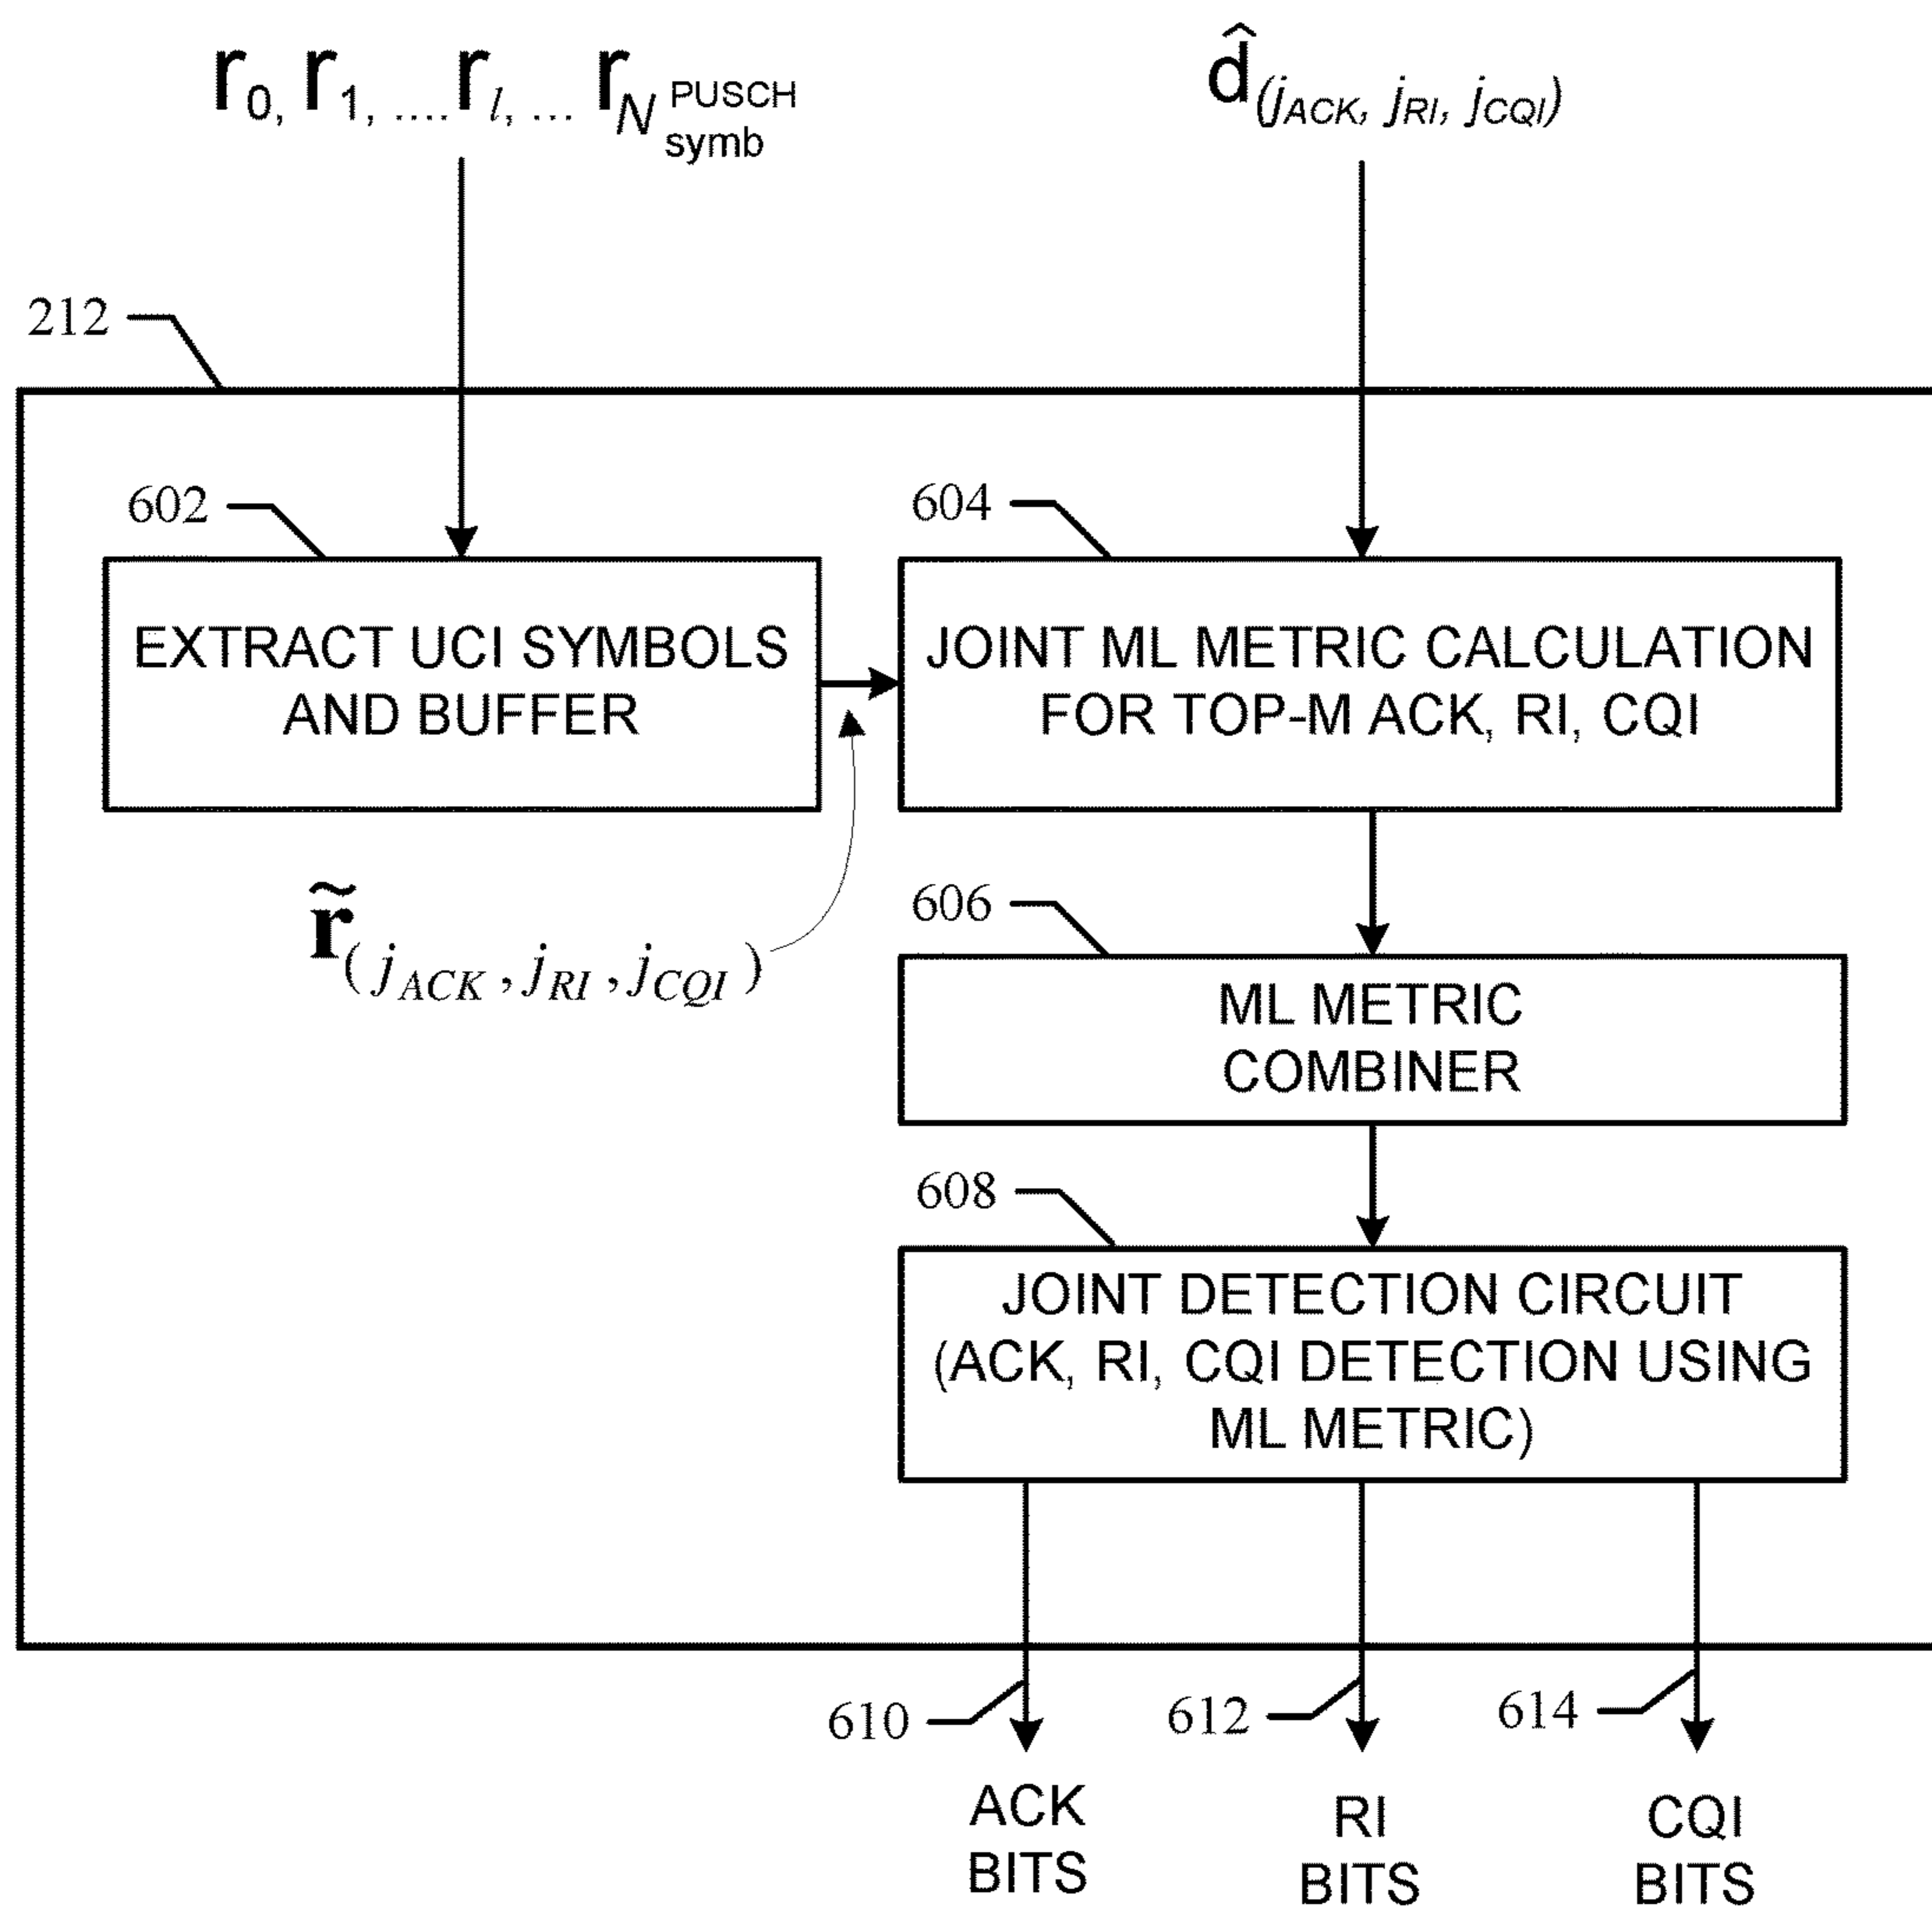 r0, r1, .... rl, ... rN PUSCH symb
d̂(jACK, jRI, jCQI)
212
602
604
EXTRACT UCI SYMBOLS
AND BUFFER
JOINT ML METRIC CALCULATION
FOR TOP-M ACK, RI, CQI
r̃( jACK , jRI , jCQI )
606
ML METRIC
COMBINER
608
JOINT DETECTION CIRCUIT
(ACK, RI, CQI DETECTION USING
ML METRIC)
610
612
614
ACK
BITS
RI
BITS
CQI
BITS